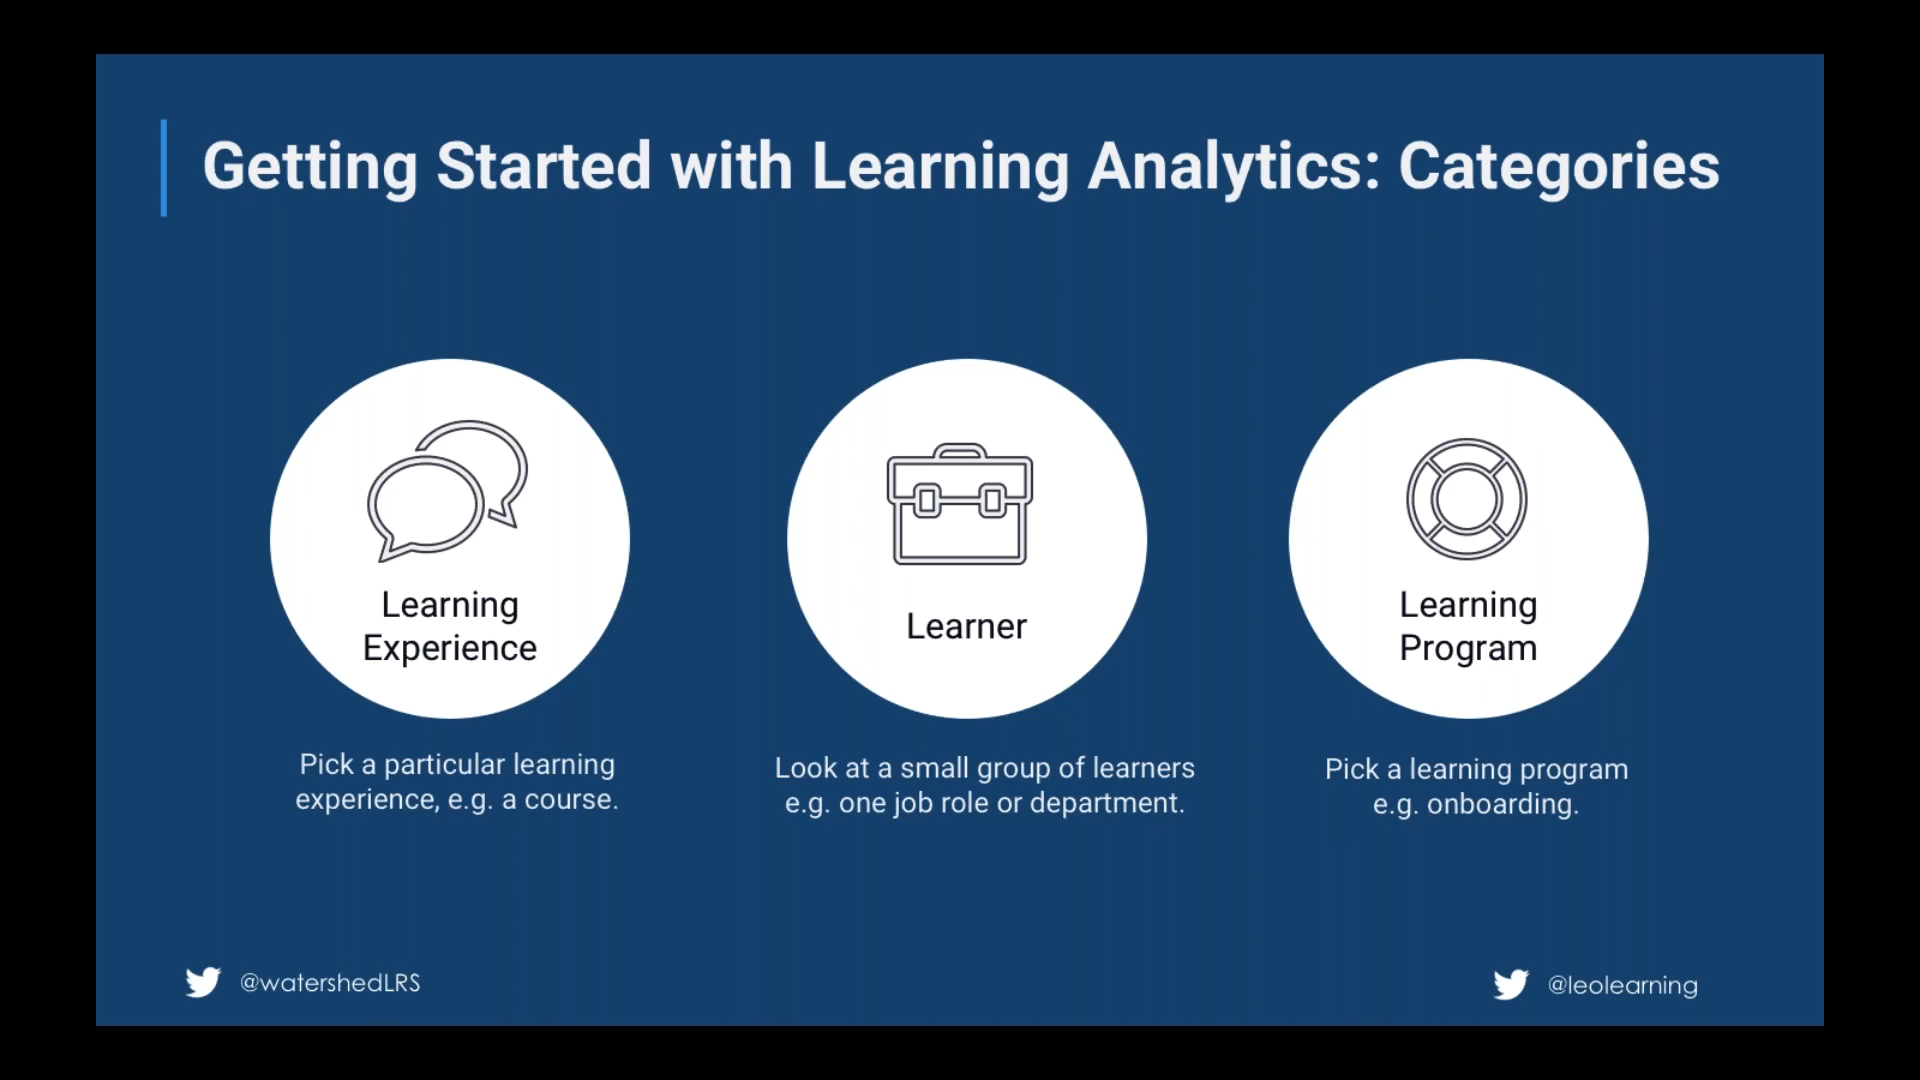 Getting Started with Learning Analytics: Categories
Learning
Experience
Pick a particular learning
experience, e.g. a course.
Learner
Look at a small group of learners
e.g. one job role or department.
Learning
Program
Pick a learning program
e.g. onboarding.
@watershedLRS
@leolearning